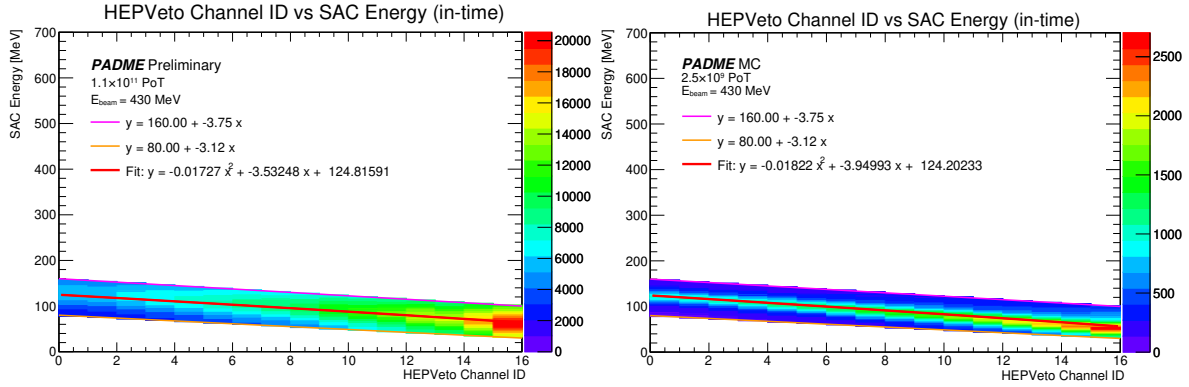 HEPVeto Channel ID vs SAC Energy (in-time)
SAC Energy [MeV]
700
600
500
400
300
200
100
0
PADME Preliminary
1.1×10¹¹ PoT
E_beam = 430 MeV
y = 160.00 + -3.75 x
y = 80.00 + -3.12 x
Fit: y = -0.01727 x² + -3.53248 x + 124.81591
0 2 4 6 8 10 12 14 16
HEPVeto Channel ID
20000
18000
16000
14000
12000
10000
8000
6000
4000
2000
0
HEPVeto Channel ID vs SAC Energy (in-time)
SAC Energy [MeV]
700
600
500
400
300
200
100
0
PADME MC
2.5×10⁹ PoT
E_beam = 430 MeV
y = 160.00 + -3.75 x
y = 80.00 + -3.12 x
Fit: y = -0.01822 x² + -3.94993 x + 124.20233
0 2 4 6 8 10 12 14 16
HEPVeto Channel ID
2500
2000
1500
1000
500
0